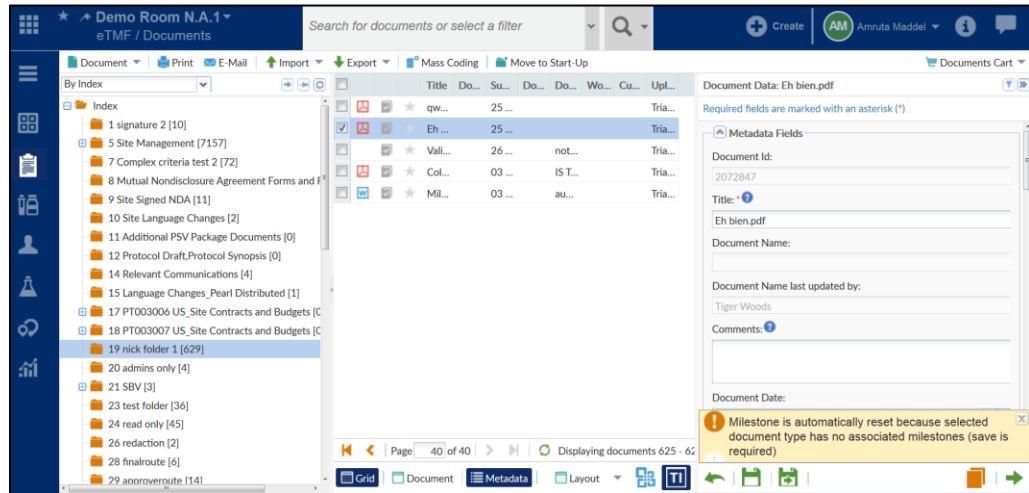 Demo Room N.A.1
eTMF / Documents
Search for documents or select a filter
Create
AM
Amruta Maddel
Document
Print
E-Mail
Import
Export
Mass Coding
Move to Start-Up
Documents Cart
By Index
Index
1 signature 2 [10]
5 Site Management [7157]
7 Complex criteria test 2 [72]
8 Mutual Nondisclosure Agreement Forms and F
9 Site Signed NDA [11]
10 Site Language Changes [2]
11 Additional PSV Package Documents [0]
12 Protocol Draft,Protocol Synopsis [0]
14 Relevant Communications [4]
15 Language Changes_Pearl Distributed [1]
17 PT003006 US_Site Contracts and Budgets [0
18 PT003007 US_Site Contracts and Budgets [0
19 nick folder 1 [629]
20 admins only [4]
21 SBV [3]
23 test folder [36]
24 read only [45]
26 redaction [2]
28 finalroute [6]
29 approveroute [14]
Title Do... Su... Do... Do... Wo... Cu... Upl...
qw... 25 ... Tria...
Eh ... 25 ... Tria...
Vali... 26 ... not... Tria...
Col... 03 ... IS T... Tria...
Mil... 03 ... au... Tria...
Page 40 of 40
Displaying documents 625 - 62
Grid
Document
Metadata
Layout
TI
Document Data: Eh bien.pdf
Required fields are marked with an asterisk (*)
Metadata Fields
Document Id:
2072847
Title: *
Eh bien.pdf
Document Name:
Document Name last updated by:
Tiger Woods
Comments:
Document Date:
Milestone is automatically reset because selected
document type has no associated milestones (save is
required)